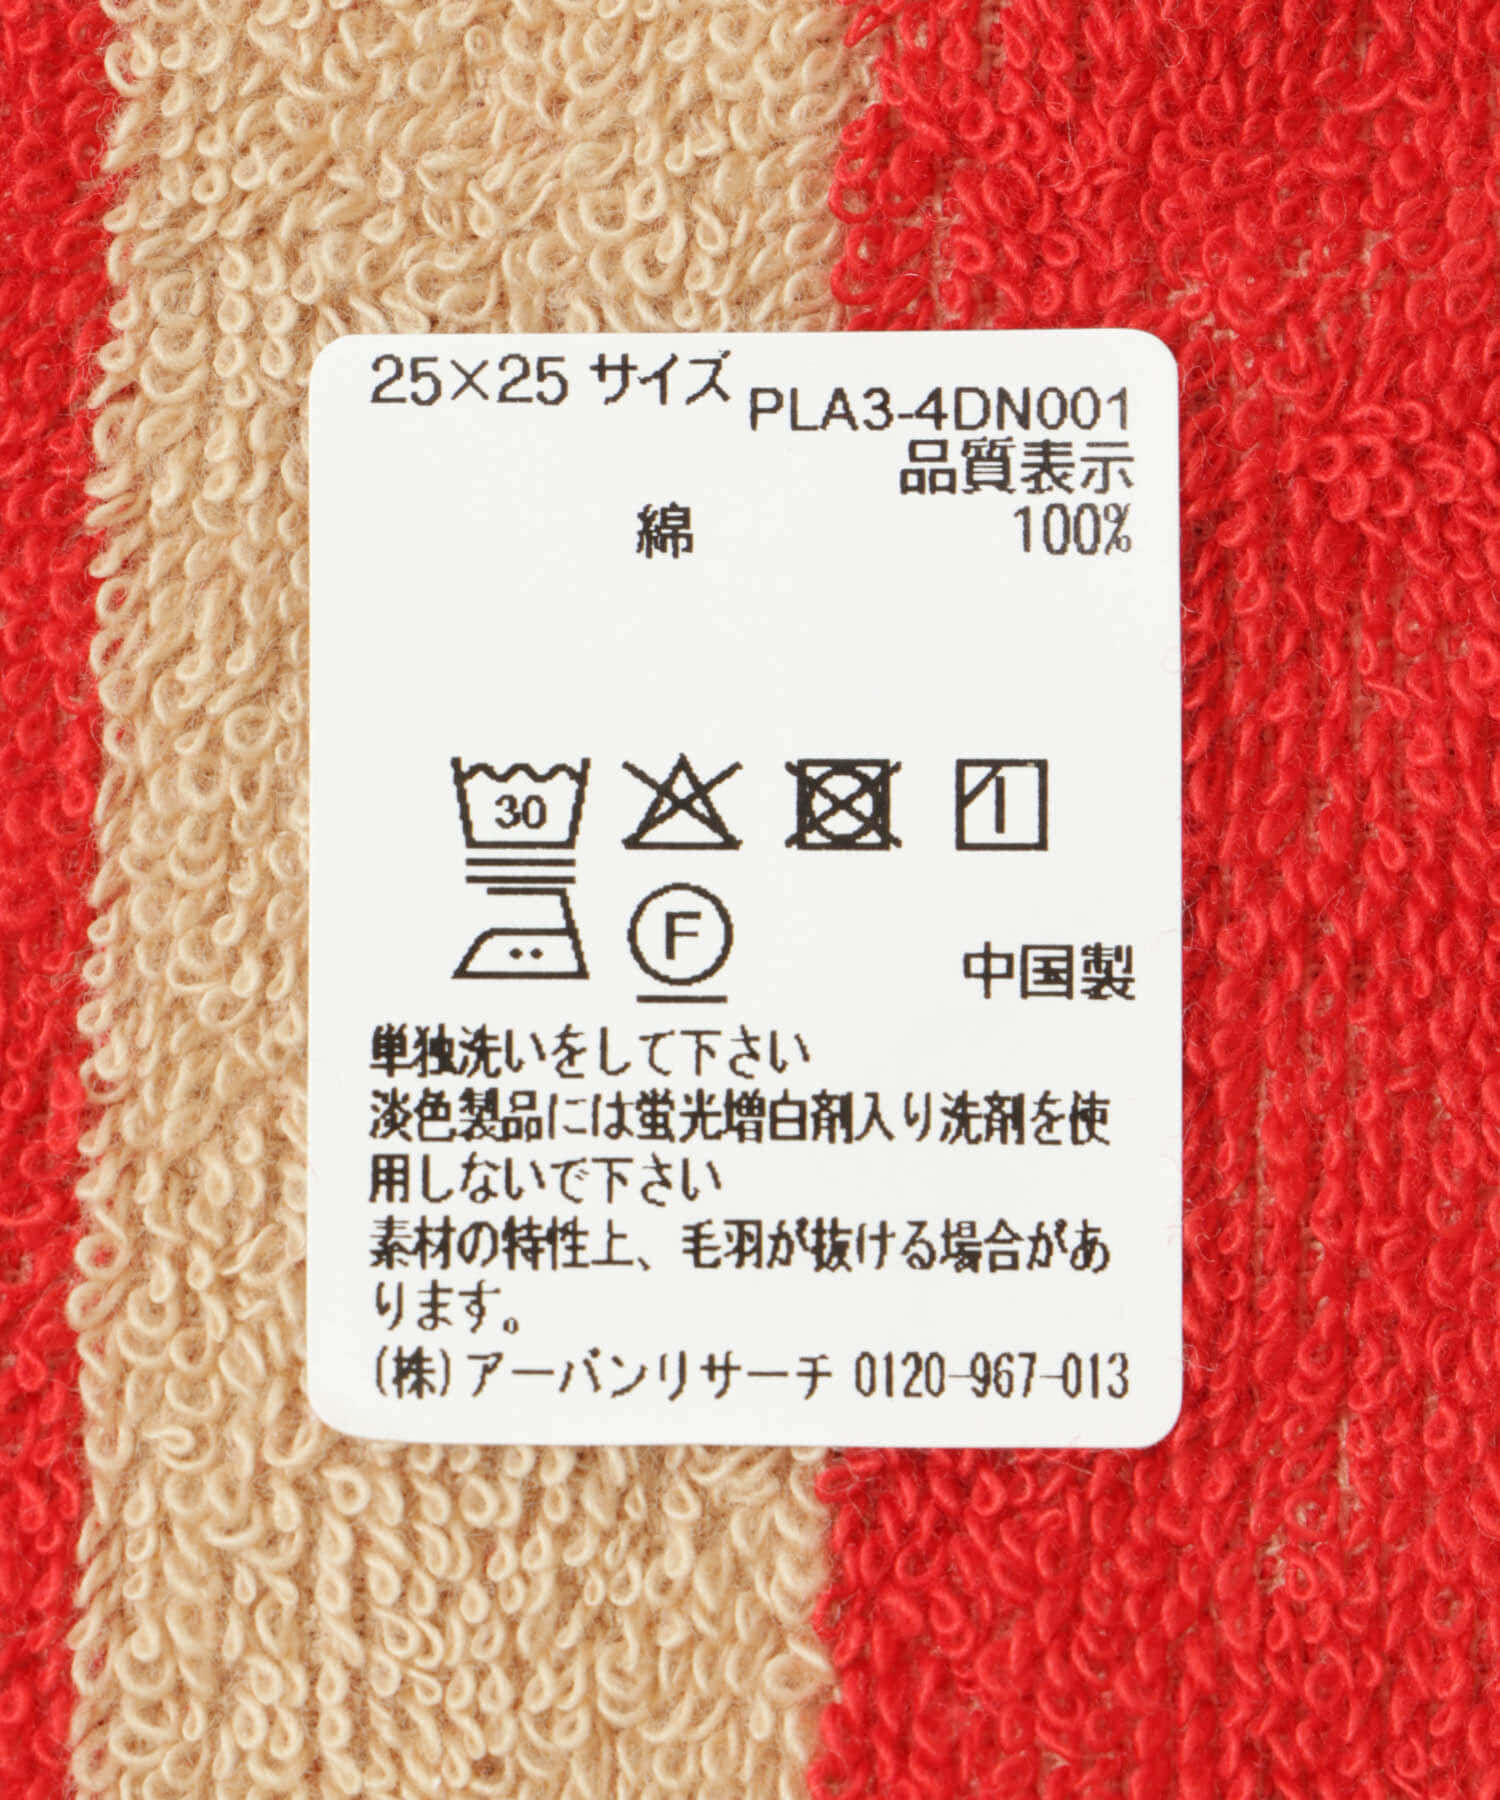 25×25 サイズ
PLA3-4DN001
品質表示
綿 100%
30
F
中国製
単独洗いをして下さい
淡色製品には蛍光増白剤入り洗剤を使
用しないで下さい
素材の特性上、毛羽が抜ける場合があ
ります。
(株)アーバンリサーチ 0120-967-013